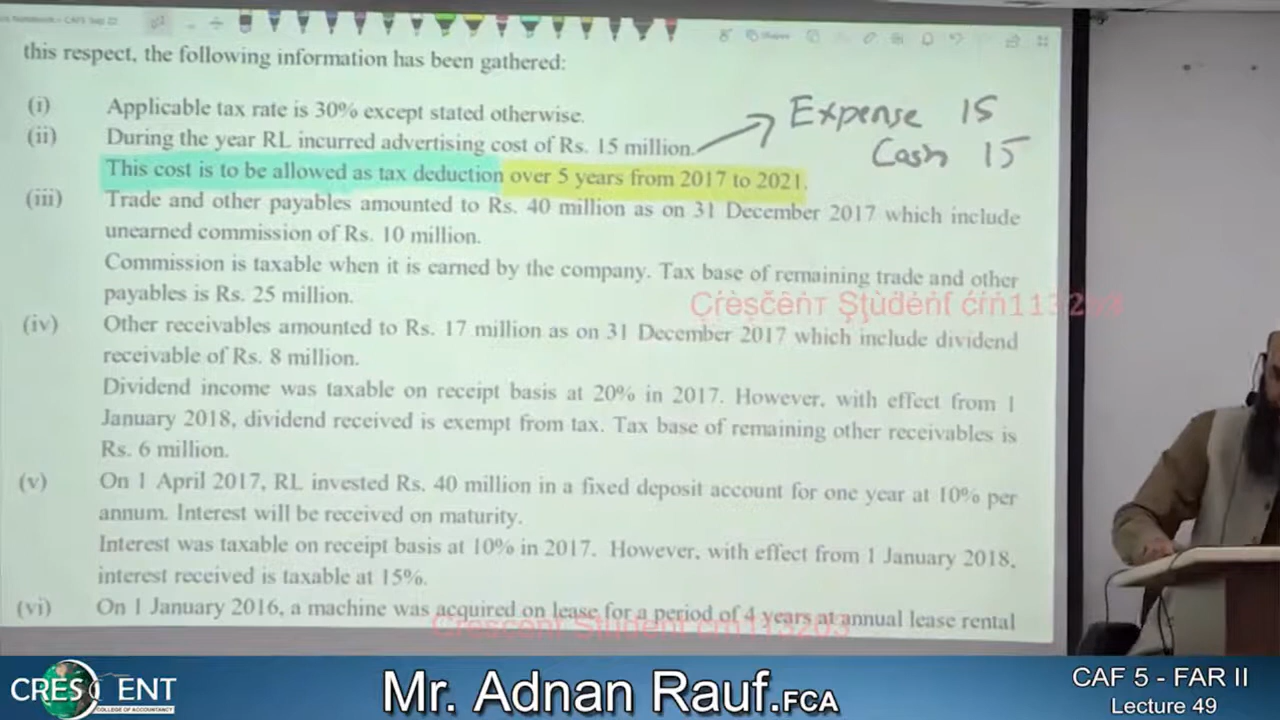 this respect, the following information has been gathered:
(i) Applicable tax rate is 30% except stated otherwise.
(ii) During the year RL incurred advertising cost of Rs. 15 million.
This cost is to be allowed as tax deduction over 5 years from 2017 to 2021.
Expense 15
Cash 15
(iii) Trade and other payables amounted to Rs. 40 million as on 31 December 2017 which include
unearned commission of Rs. 10 million.
Commission is taxable when it is earned by the company. Tax base of remaining trade and other
payables is Rs. 25 million.
Çŕèşčêńт Şţùďėńf ćŕń113203
(iv) Other receivables amounted to Rs. 17 million as on 31 December 2017 which include dividend
receivable of Rs. 8 million.
Dividend income was taxable on receipt basis at 20% in 2017. However, with effect from 1
January 2018, dividend received is exempt from tax. Tax base of remaining other receivables is
Rs. 6 million.
(v) On 1 April 2017, RL invested Rs. 40 million in a fixed deposit account for one year at 10% per
annum. Interest will be received on maturity.
Interest was taxable on receipt basis at 10% in 2017. However, with effect from 1 January 2018,
interest received is taxable at 15%.
(vi) On 1 January 2016, a machine was acquired on lease for a period of 4 years at annual lease rental
Crescent Student crn113203
CRESCENT
COLLEGE OF ACCOUNTANCY
Mr. Adnan Rauf.FCA
CAF 5 - FAR II
Lecture 49